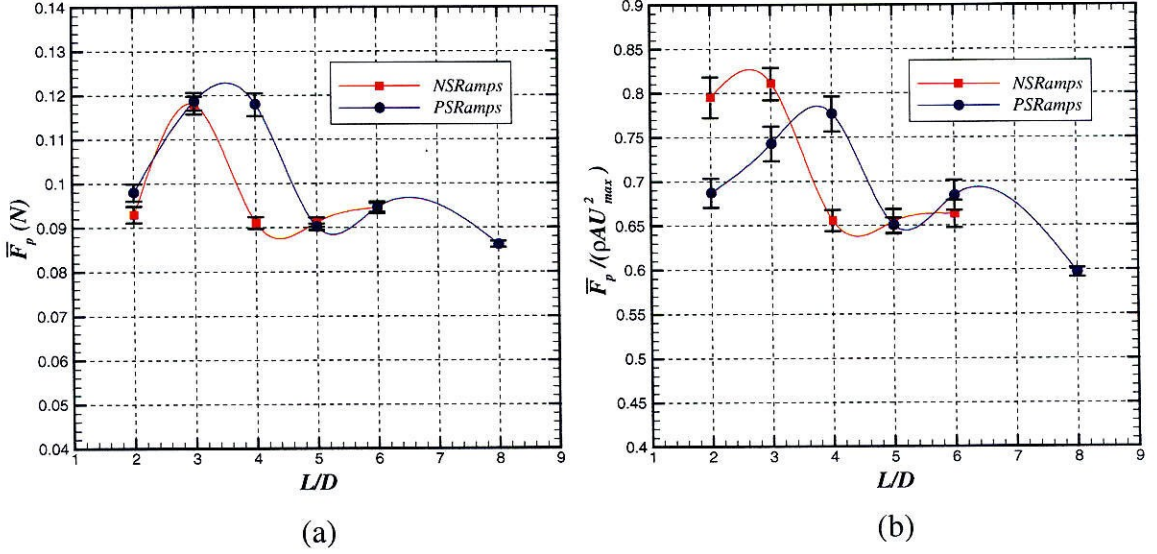 0.14
0.13
0.12
0.11
0.1
0.09
0.08
0.07
0.06
0.05
0.04
F̅p (N)
NSRamps
PSRamps
1 2 3 4 5 6 7 8 9
L/D
(a)
0.9
0.85
0.8
0.75
0.7
0.65
0.6
0.55
0.5
0.45
0.4
F̅p /(ρAU²max)
NSRamps
PSRamps
1 2 3 4 5 6 7 8 9
L/D
(b)